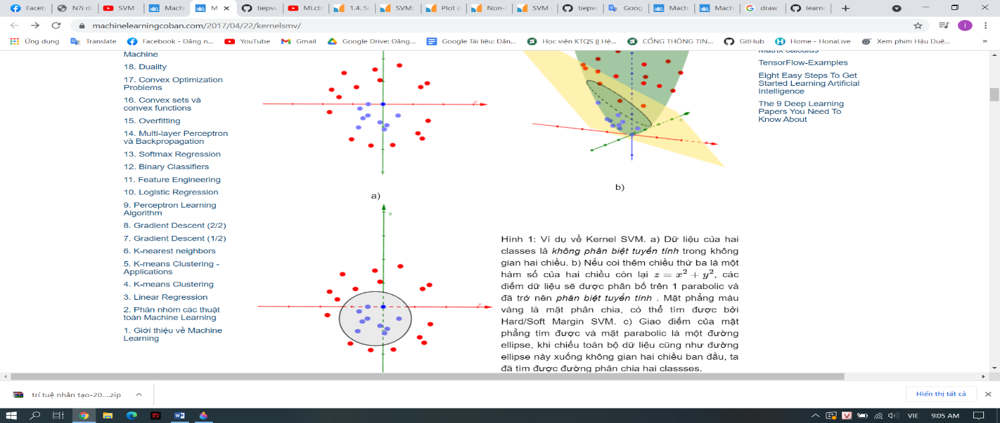 Faceb
N?i du
SVM -
Machi
M
tiepvu
MLcb:
1.4. Su
SVM:
Plot d
Non-l
SVM (
tiepvu
Goog
Mach
Mach
draw
learne
machinelearningcoban.com/2017/04/22/kernelsmv/
I
Ứng dụng
Translate
Facebook - Đăng n...
YouTube
Gmail
Google Drive: Đăng...
Google Tài liệu: Đăn...
Học viện KTQS || Hệ...
CỔNG THÔNG TIN...
GitHub
Home - HonaLive
Xem phim Hậu Duệ...
»
Machine
18. Duality
17. Convex Optimization
Problems
16. Convex sets và
convex functions
15. Overfitting
14. Multi-layer Perceptron
và Backpropagation
13. Softmax Regression
12. Binary Classifiers
11. Feature Engineering
10. Logistic Regression
9. Perceptron Learning
Algorithm
8. Gradient Descent (2/2)
7. Gradient Descent (1/2)
6. K-nearest neighbors
5. K-means Clustering -
Applications
4. K-means Clustering
3. Linear Regression
2. Phân nhóm các thuật
toán Machine Learning
1. Giới thiệu về Machine
Learning
x
a)
y
x
b)
Hình 1: Ví dụ về Kernel SVM. a) Dữ liệu của hai
classes là không phân biệt tuyến tính trong không
gian hai chiều. b) Nếu coi thêm chiều thứ ba là một
hàm số của hai chiều còn lại z = x² + y², các
điểm dữ liệu sẽ được phân bố trên 1 parabolic và
đã trở nên phân biệt tuyến tính . Mặt phẳng màu
vàng là mặt phân chia, có thể tìm được bởi
Hard/Soft Margin SVM. c) Giao điểm của mặt
phẳng tìm được và mặt parabolic là một đường
ellipse, khi chiếu toàn bộ dữ liệu cũng như đường
ellipse này xuống không gian hai chiều ban đầu, ta
đã tìm được đường phân chia hai classses.
Matrix calculus
TensorFlow-Examples
Eight Easy Steps To Get
Started Learning Artificial
Intelligence
The 9 Deep Learning
Papers You Need To
Know About
trí tuệ nhân tạo-20....zip
Hiển thị tất cả
VIE
9:05 AM